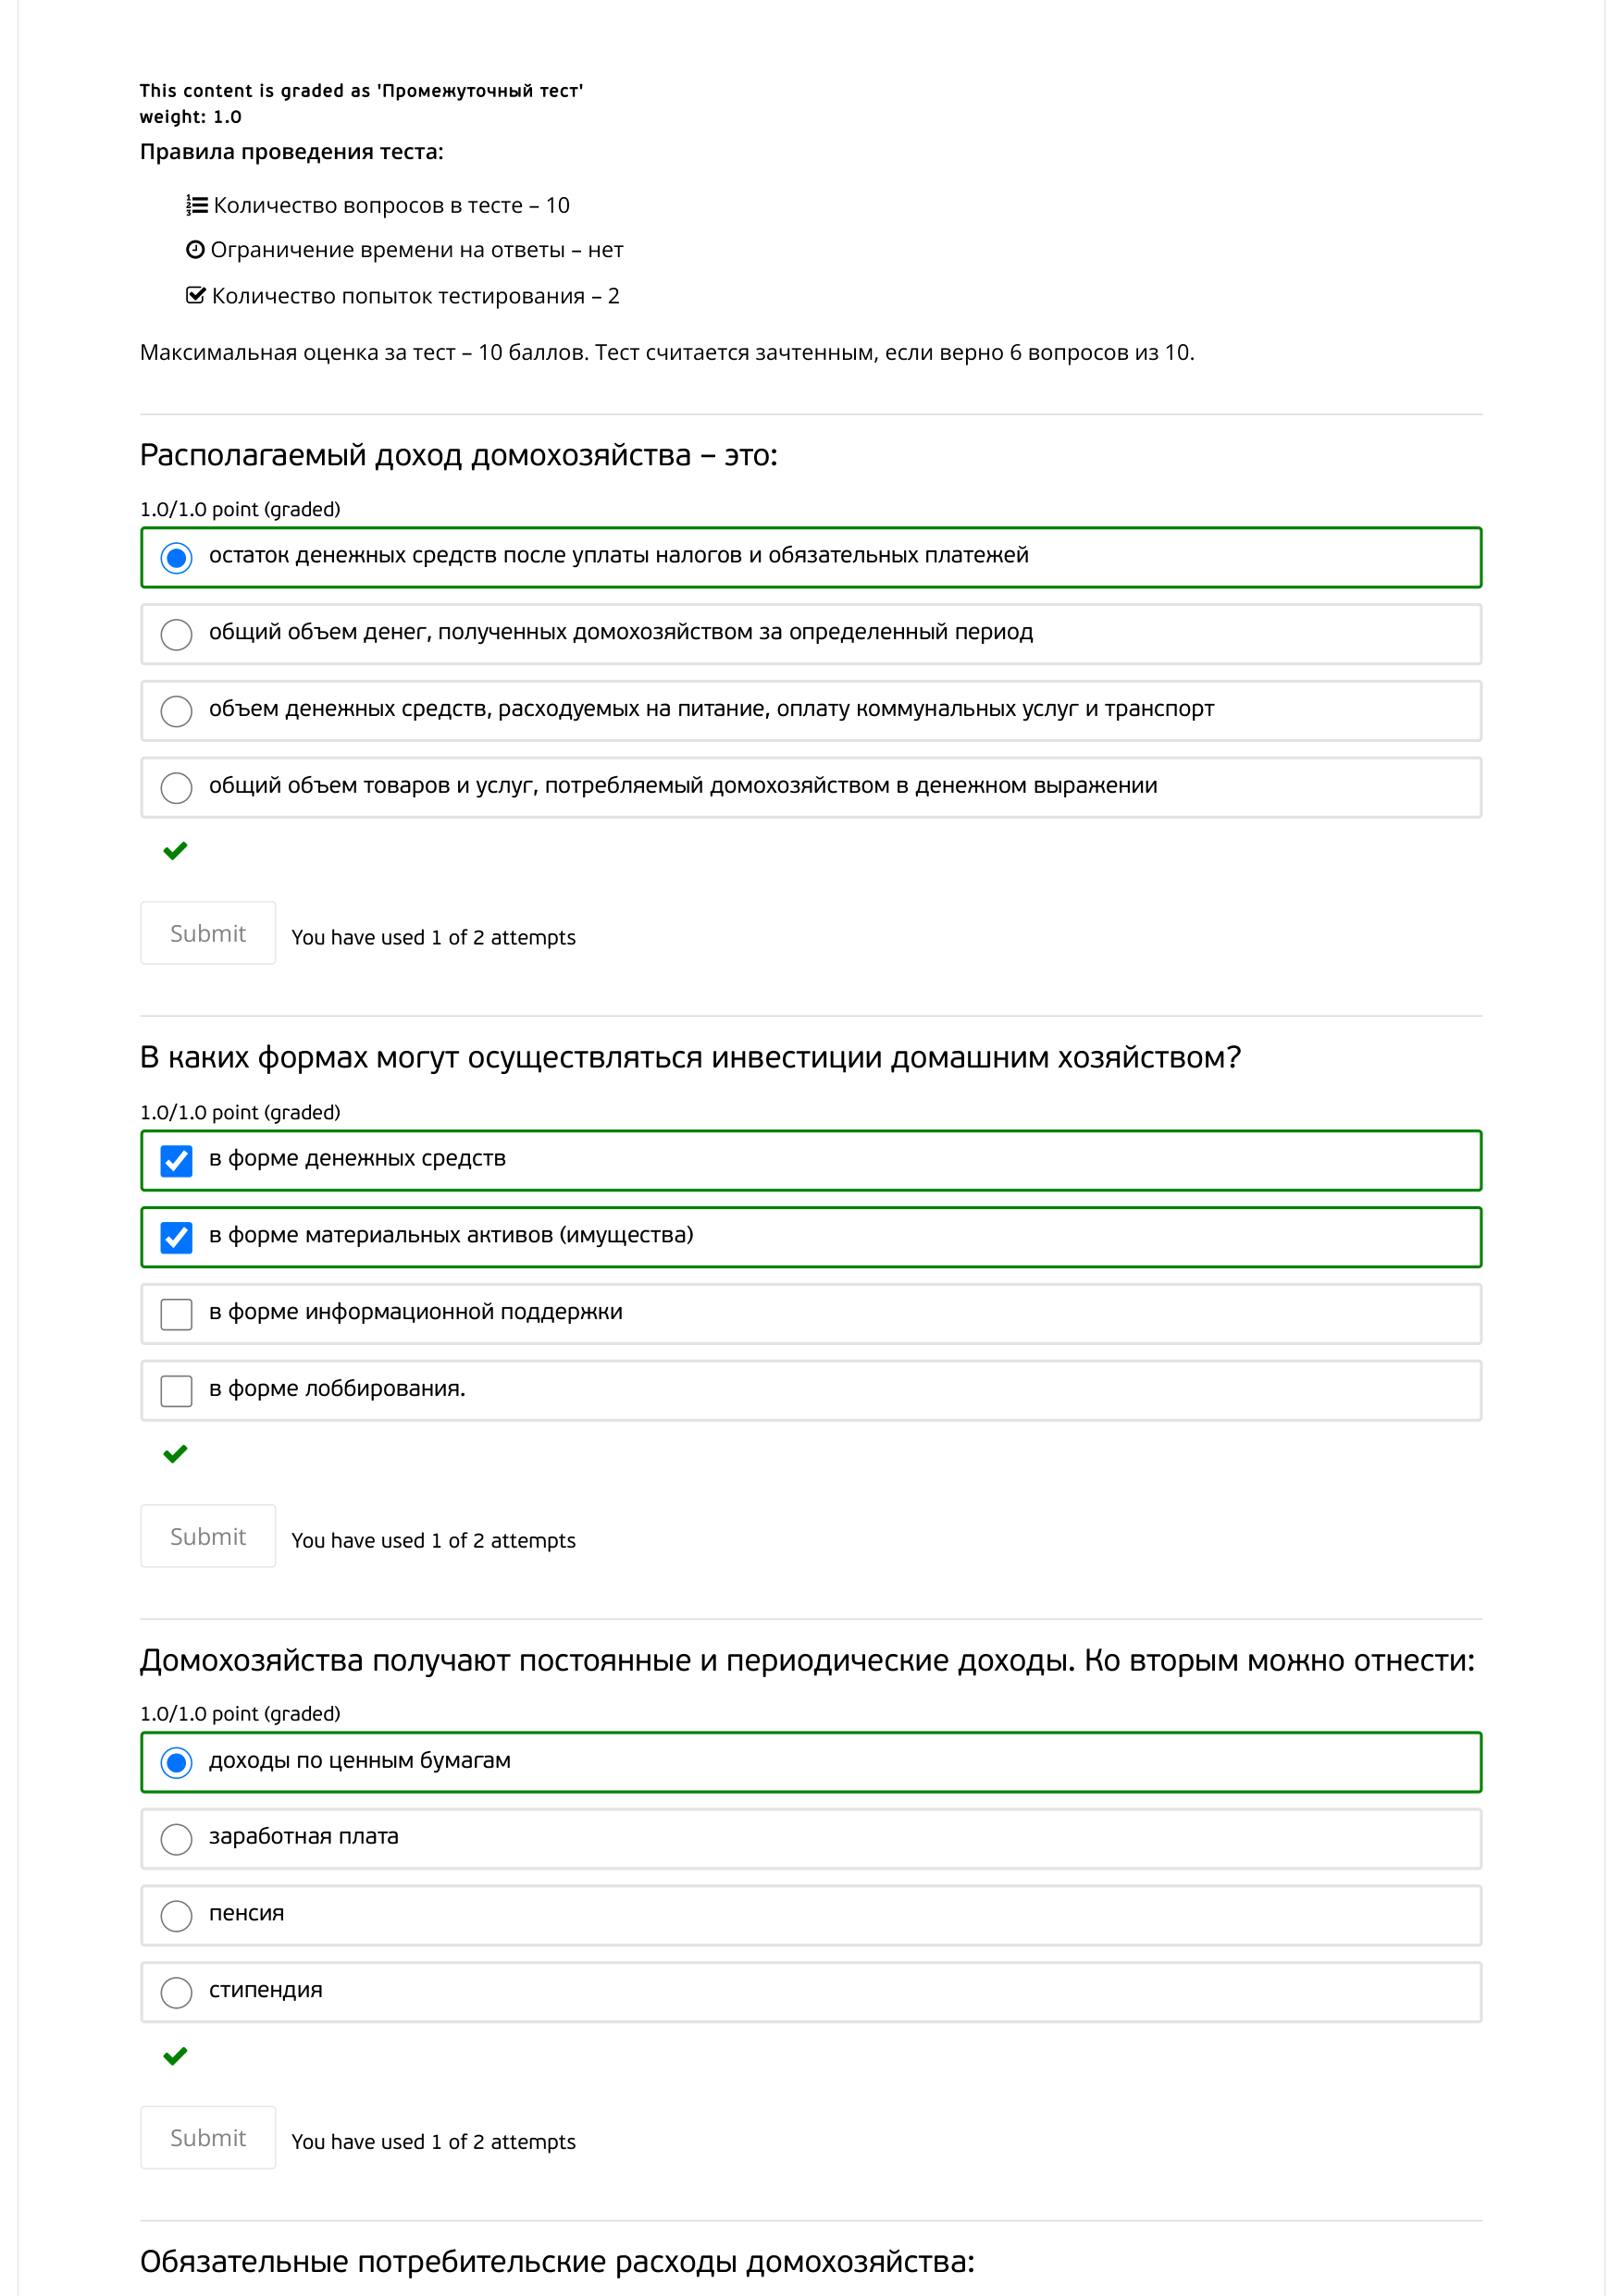 This content is graded as 'Промежуточный тест'
weight: 1.0
Правила проведения теста:
Количество вопросов в тесте – 10
Ограничение времени на ответы – нет
Количество попыток тестирования – 2
Максимальная оценка за тест – 10 баллов. Тест считается зачтенным, если верно 6 вопросов из 10.
Располагаемый доход домохозяйства – это:
1.0/1.0 point (graded)
остаток денежных средств после уплаты налогов и обязательных платежей
общий объем денег, полученных домохозяйством за определенный период
объем денежных средств, расходуемых на питание, оплату коммунальных услуг и транспорт
общий объем товаров и услуг, потребляемый домохозяйством в денежном выражении
Submit You have used 1 of 2 attempts
В каких формах могут осуществляться инвестиции домашним хозяйством?
1.0/1.0 point (graded)
в форме денежных средств
в форме материальных активов (имущества)
в форме информационной поддержки
в форме лоббирования.
Submit You have used 1 of 2 attempts
Домохозяйства получают постоянные и периодические доходы. Ко вторым можно отнести:
1.0/1.0 point (graded)
доходы по ценным бумагам
заработная плата
пенсия
стипендия
Submit You have used 1 of 2 attempts
Обязательные потребительские расходы домохозяйства: